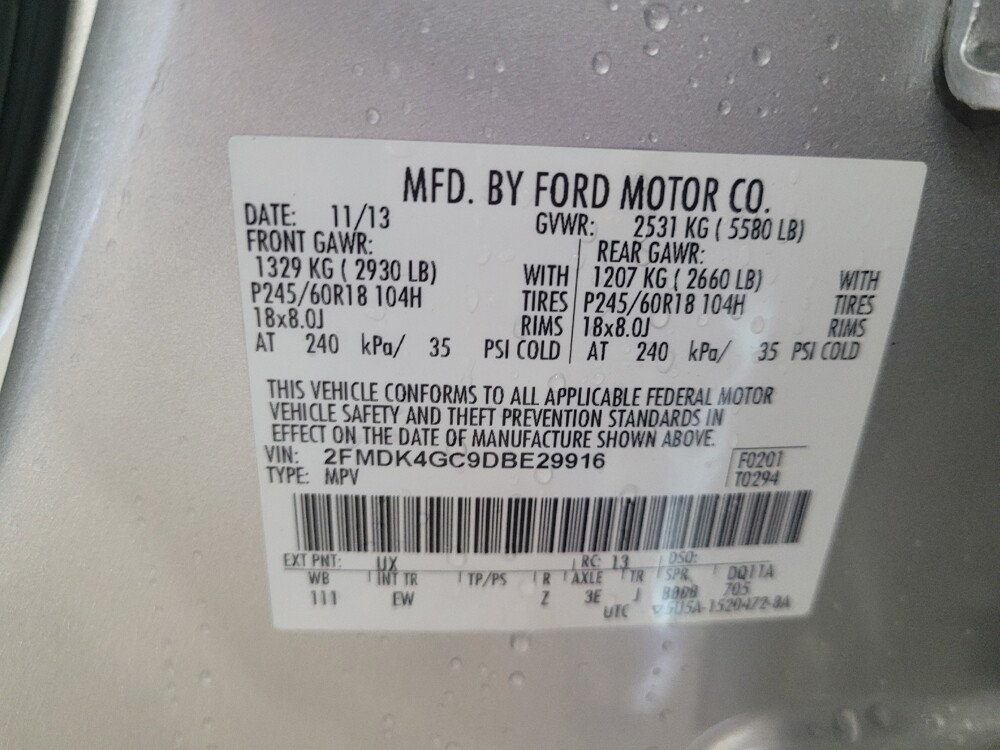 MFD. BY FORD MOTOR CO.
DATE: 11/13 GVWR: 2531 KG ( 5580 LB)
FRONT GAWR: REAR GAWR:
1329 KG ( 2930 LB) WITH 1207 KG ( 2660 LB) WITH
P245/60R18 104H TIRES P245/60R18 104H TIRES
18x8.0J RIMS 18x8.0J RIMS
AT 240 kPa/ 35 PSI COLD AT 240 kPa/ 35 PSI COLD
THIS VEHICLE CONFORMS TO ALL APPLICABLE FEDERAL MOTOR
VEHICLE SAFETY AND THEFT PREVENTION STANDARDS IN
EFFECT ON THE DATE OF MANUFACTURE SHOWN ABOVE.
VIN: 2FMDK4GC9DBE29916 F0201
TYPE: MPV T0294
EXT PNT: UX RC: 13 DSO:
WB INT TR TP/PS R AXLE TR SPR DQ11A
111 EW Z 3E J BBDB 705
UTC 5U5A-1520472-BA